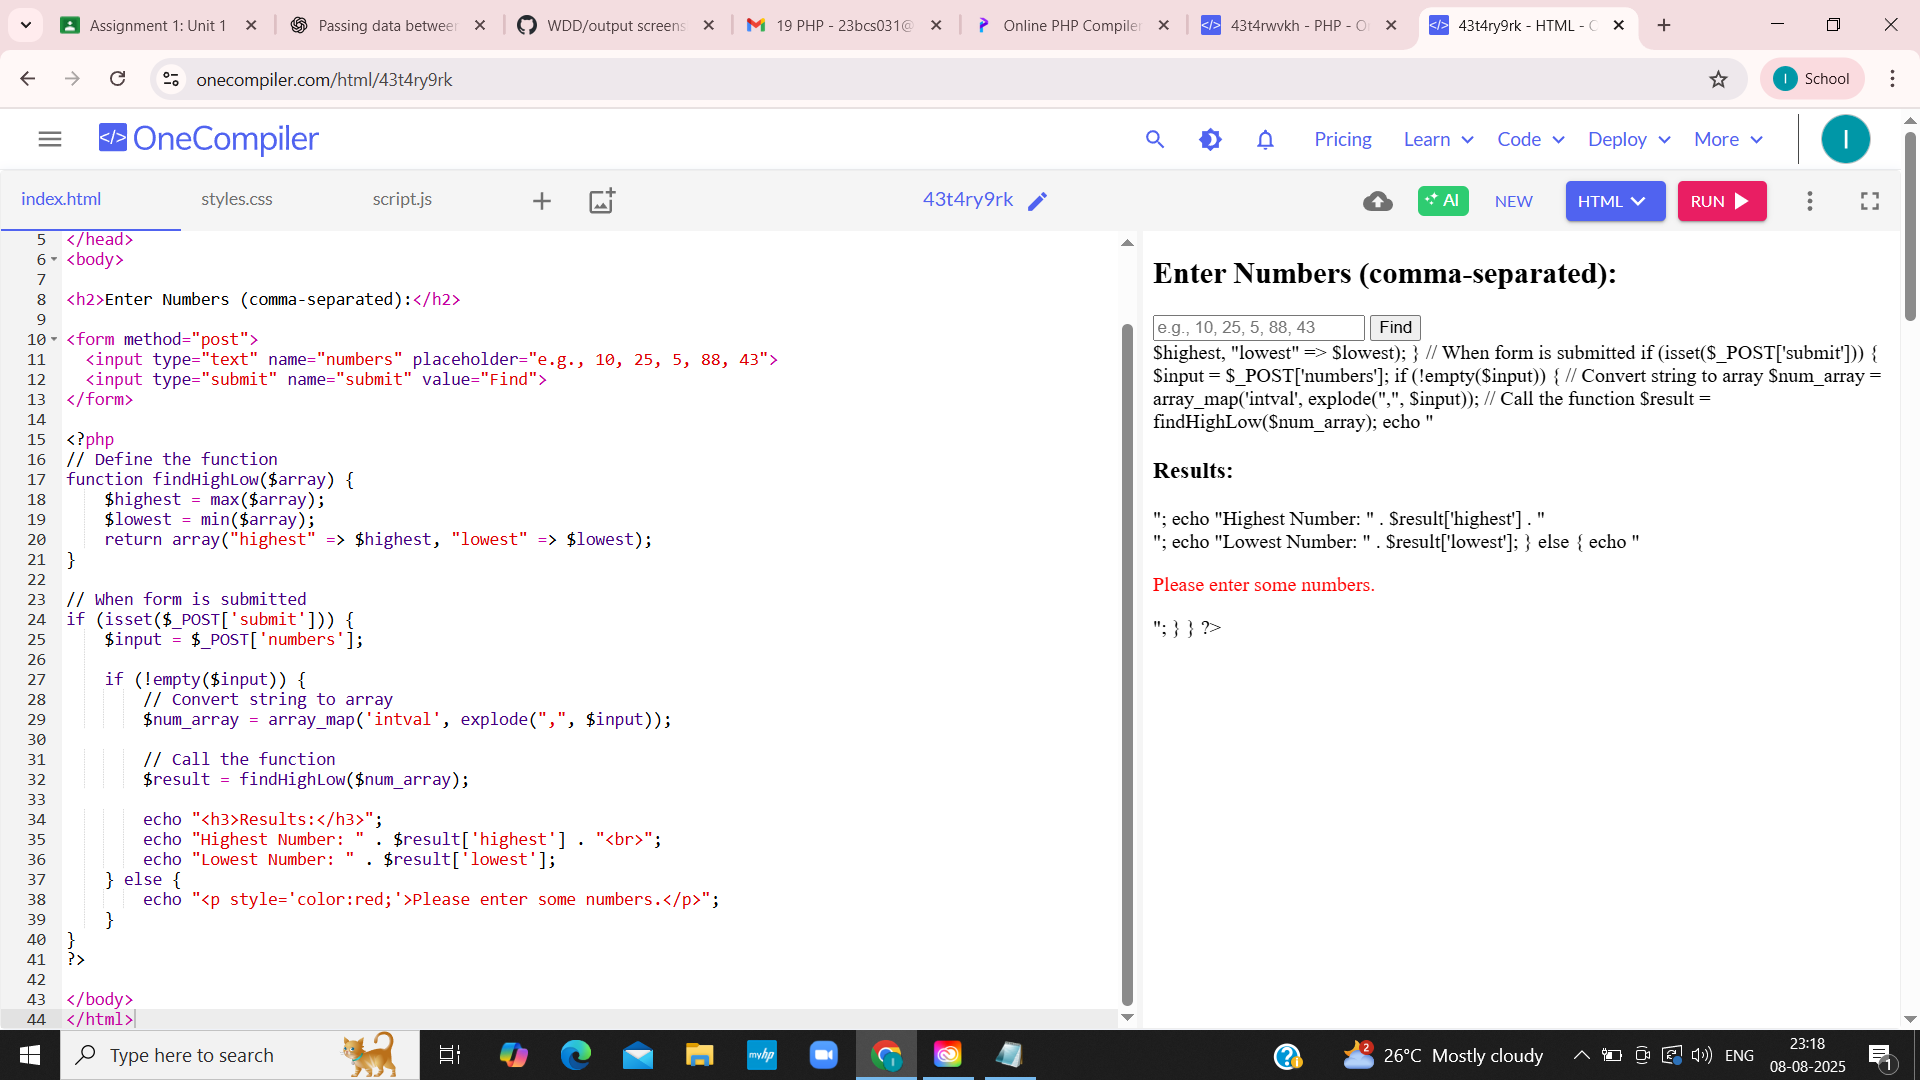 Assignment 1: Unit 1
Passing data between
WDD/output screens
19 PHP - 23bcs031@
Online PHP Compiler
43t4rwvkh - PHP - O
43t4ry9rk - HTML - O
onecompiler.com/html/43t4ry9rk
I School
</> OneCompiler
Pricing
Learn
Code
Deploy
More
I
index.html
styles.css
script.js
43t4ry9rk
AI
NEW
HTML
RUN
5 </head>
6 <body>
7
8 <h2>Enter Numbers (comma-separated):</h2>
9
10 <form method="post">
11 <input type="text" name="numbers" placeholder="e.g., 10, 25, 5, 88, 43">
12 <input type="submit" name="submit" value="Find">
13 </form>
14
15 <?php
16 // Define the function
17 function findHighLow($array) {
18 $highest = max($array);
19 $lowest = min($array);
20 return array("highest" => $highest, "lowest" => $lowest);
21 }
22
23 // When form is submitted
24 if (isset($_POST['submit'])) {
25 $input = $_POST['numbers'];
26
27 if (!empty($input)) {
28 // Convert string to array
29 $num_array = array_map('intval', explode(",", $input));
30
31 // Call the function
32 $result = findHighLow($num_array);
33
34 echo "<h3>Results:</h3>";
35 echo "Highest Number: " . $result['highest'] . "<br>";
36 echo "Lowest Number: " . $result['lowest'];
37 } else {
38 echo "<p style='color:red;'>Please enter some numbers.</p>";
39 }
40 }
41 ?>
42
43 </body>
44 </html>
Enter Numbers (comma-separated):
e.g., 10, 25, 5, 88, 43 Find
$highest, "lowest" => $lowest); } // When form is submitted if (isset($_POST['submit'])) {
$input = $_POST['numbers']; if (!empty($input)) { // Convert string to array $num_array =
array_map('intval', explode(",", $input)); // Call the function $result =
findHighLow($num_array); echo "
Results:
"; echo "Highest Number: " . $result['highest'] . "
"; echo "Lowest Number: " . $result['lowest']; } else { echo "
Please enter some numbers.
"; } } ?>
Type here to search
myhp
2
26°C Mostly cloudy
ENG
23:18
08-08-2025
1